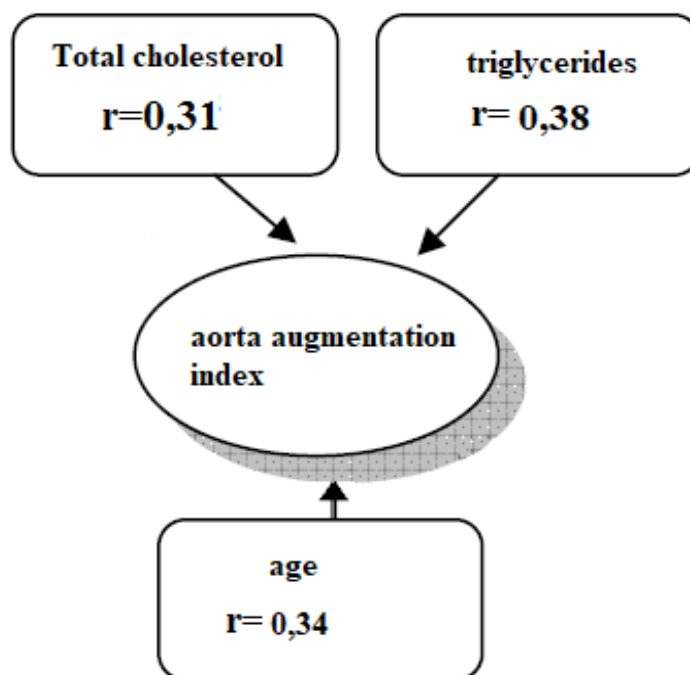 Total cholesterol
r=0,31
triglycerides
r= 0,38
aorta augmentation
index
age
r= 0,34